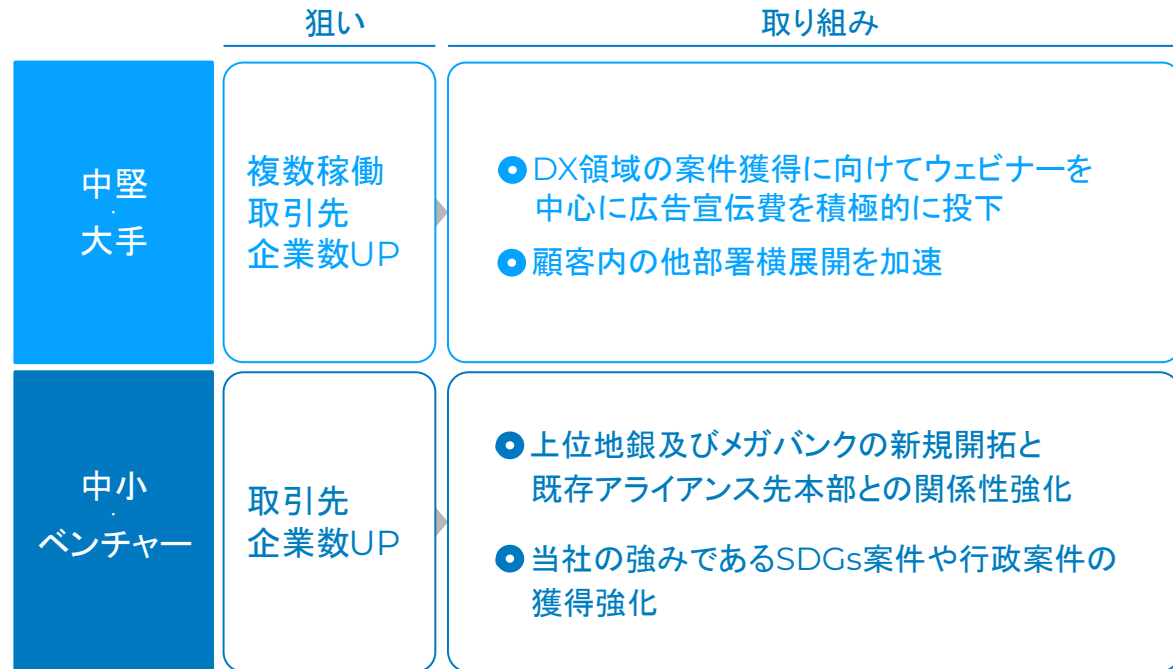 狙い
取り組み
中堅
・
大手
複数稼働
取引先
企業数UP
DX領域の案件獲得に向けてウェビナーを
中心に広告宣伝費を積極的に投下
顧客内の他部署横展開を加速
中小
・
ベンチャー
取引先
企業数UP
上位地銀及びメガバンクの新規開拓と
既存アライアンス先本部との関係性強化
当社の強みであるSDGs案件や行政案件の
獲得強化